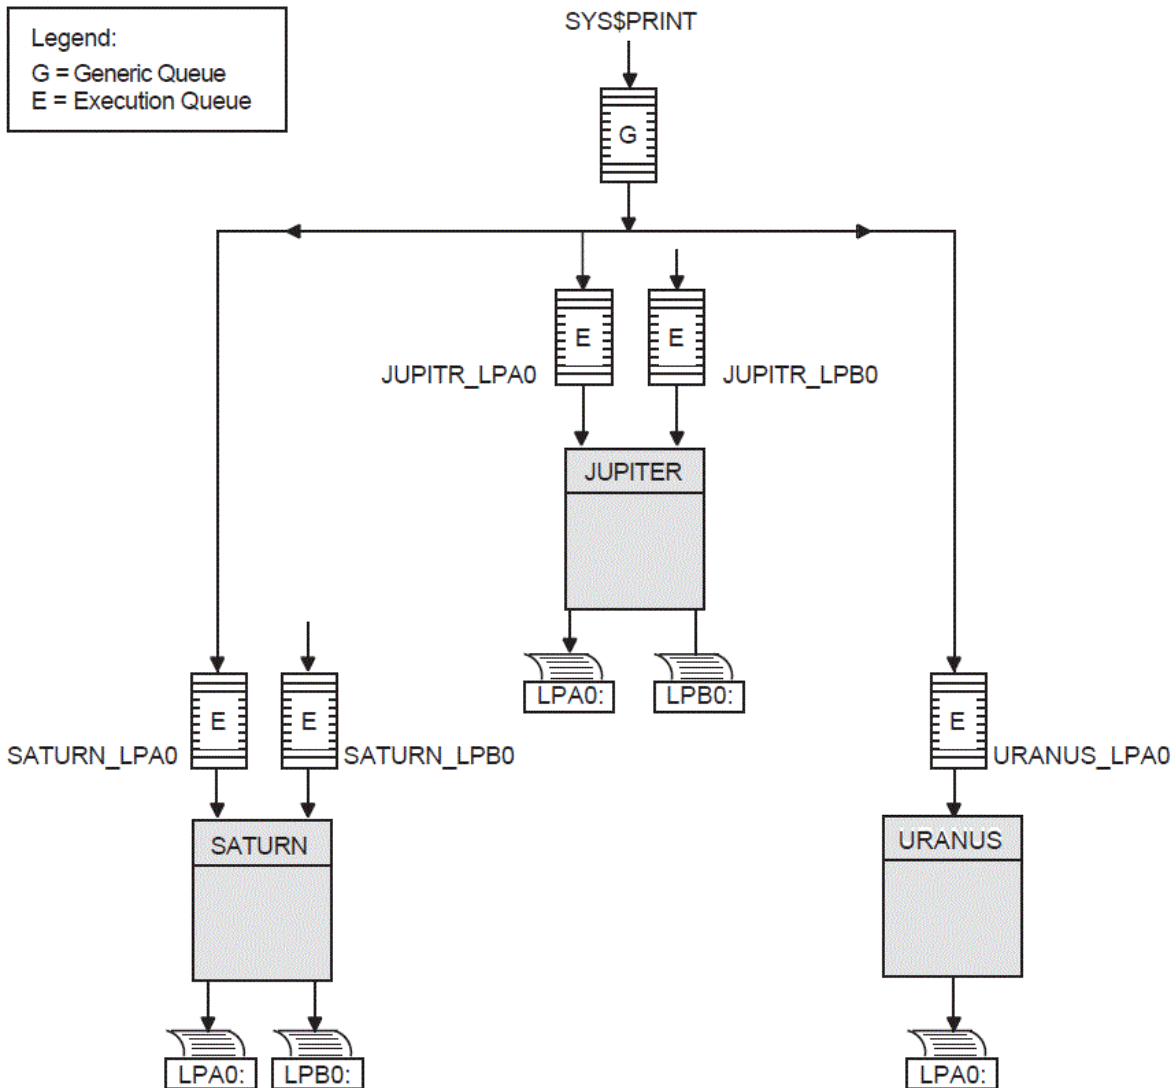 Legend:
G = Generic Queue
E = Execution Queue
SYS$PRINT
G
E
E
JUPITR_LPA0
JUPITR_LPB0
JUPITER
LPA0:
LPB0:
E
E
E
SATURN_LPA0
SATURN_LPB0
URANUS_LPA0
SATURN
URANUS
LPA0:
LPB0:
LPA0: